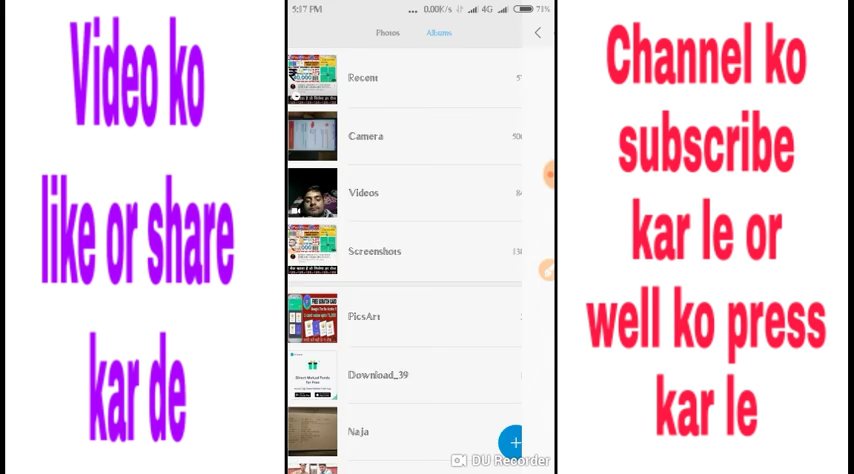 Video ko
like or share
kar de
5:17 PM
... 0.00K/s 4G 71%
Photos Albums
Recent
Camera
Videos
Screenshots
PicsArt
Download_39
Naja
DU Recorder
Channel ko
subscribe
kar le or
well ko press
kar le